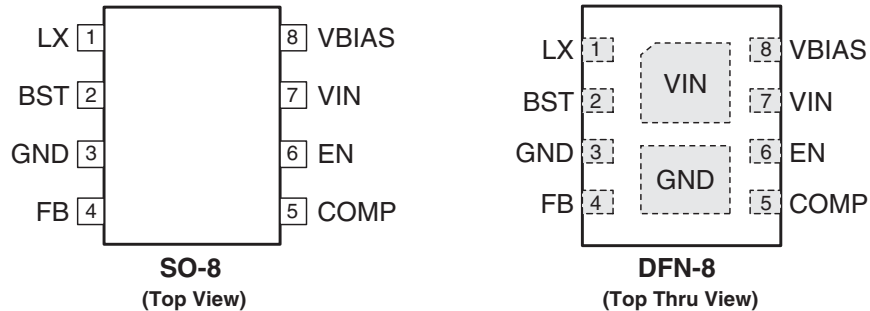 LX 1 8 VBIAS
BST 2 7 VIN
GND 3 6 EN
FB 4 5 COMP
SO-8
(Top View)
LX 1 8 VBIAS
VIN
BST 2 7 VIN
GND 3 6 EN
GND
FB 4 5 COMP
DFN-8
(Top Thru View)